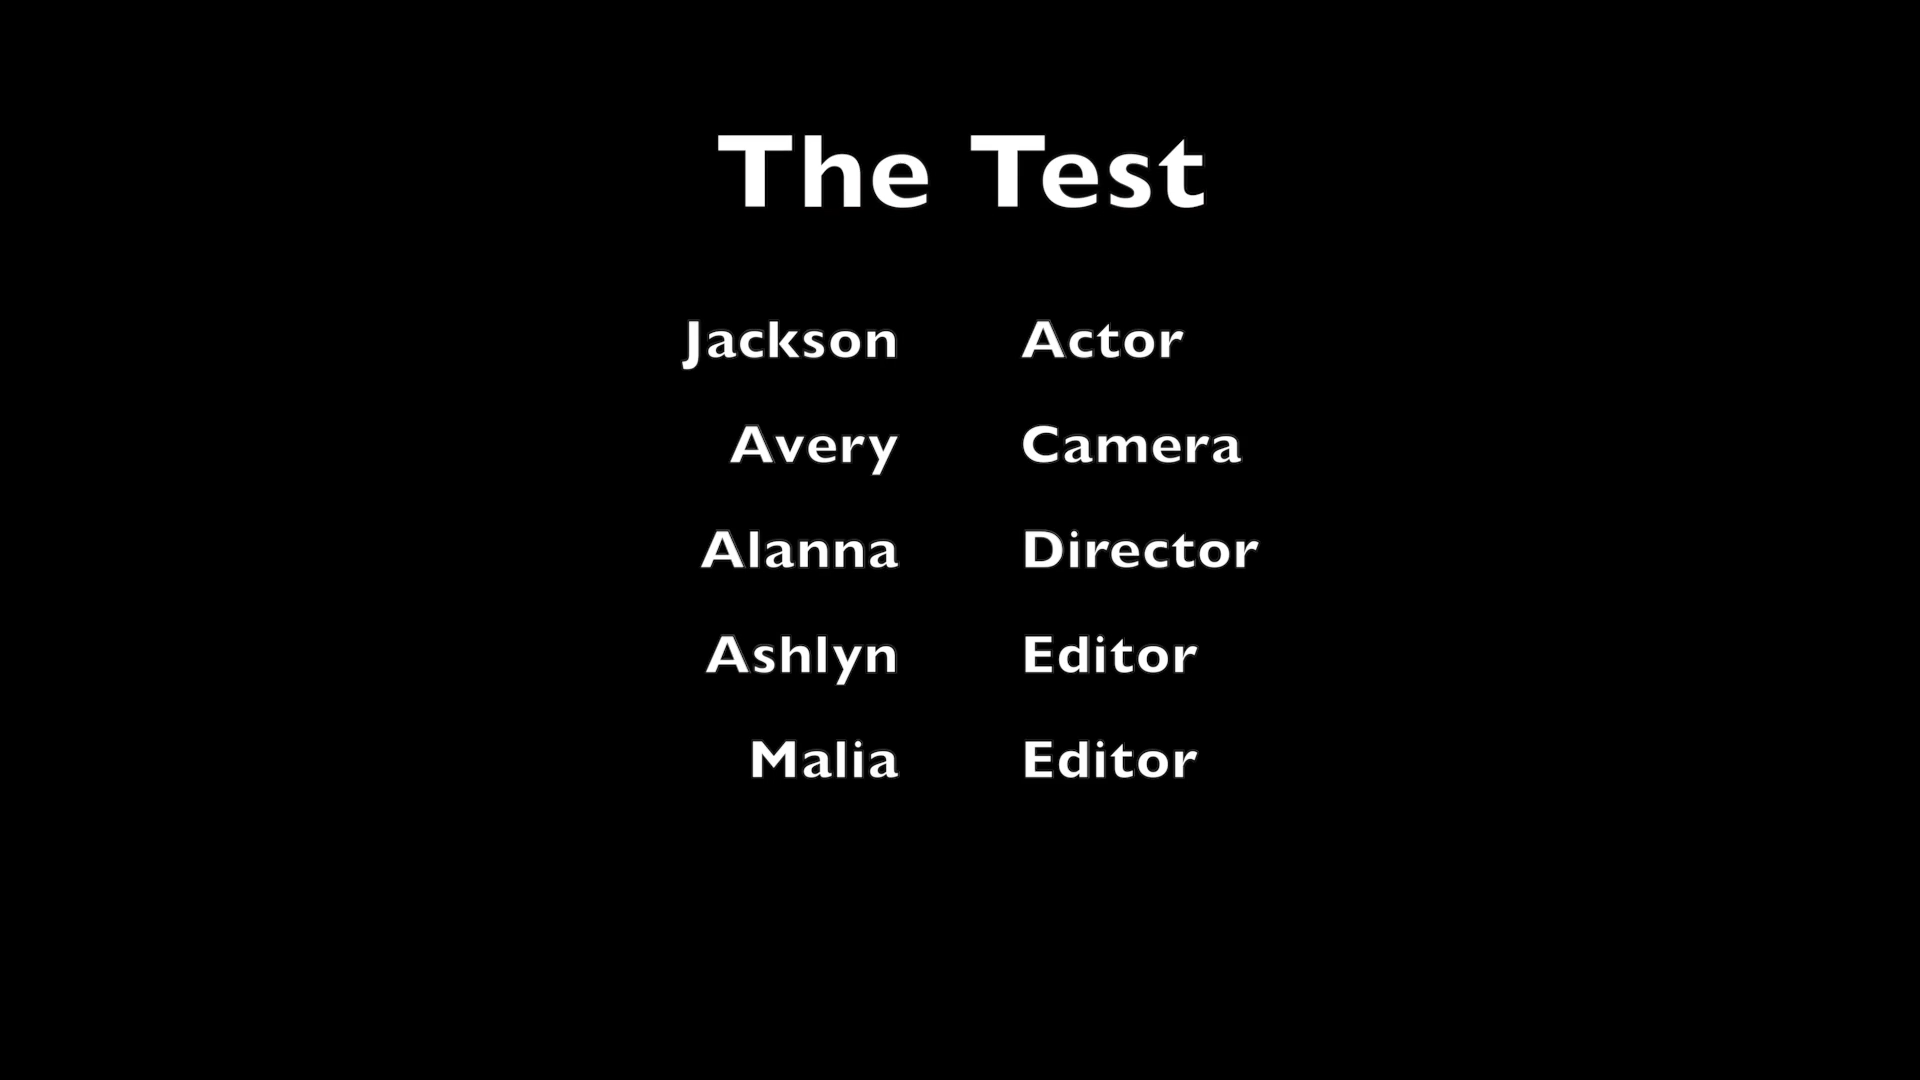 The Test
Jackson Actor
Avery Camera
Alanna Director
Ashlyn Editor
Malia Editor